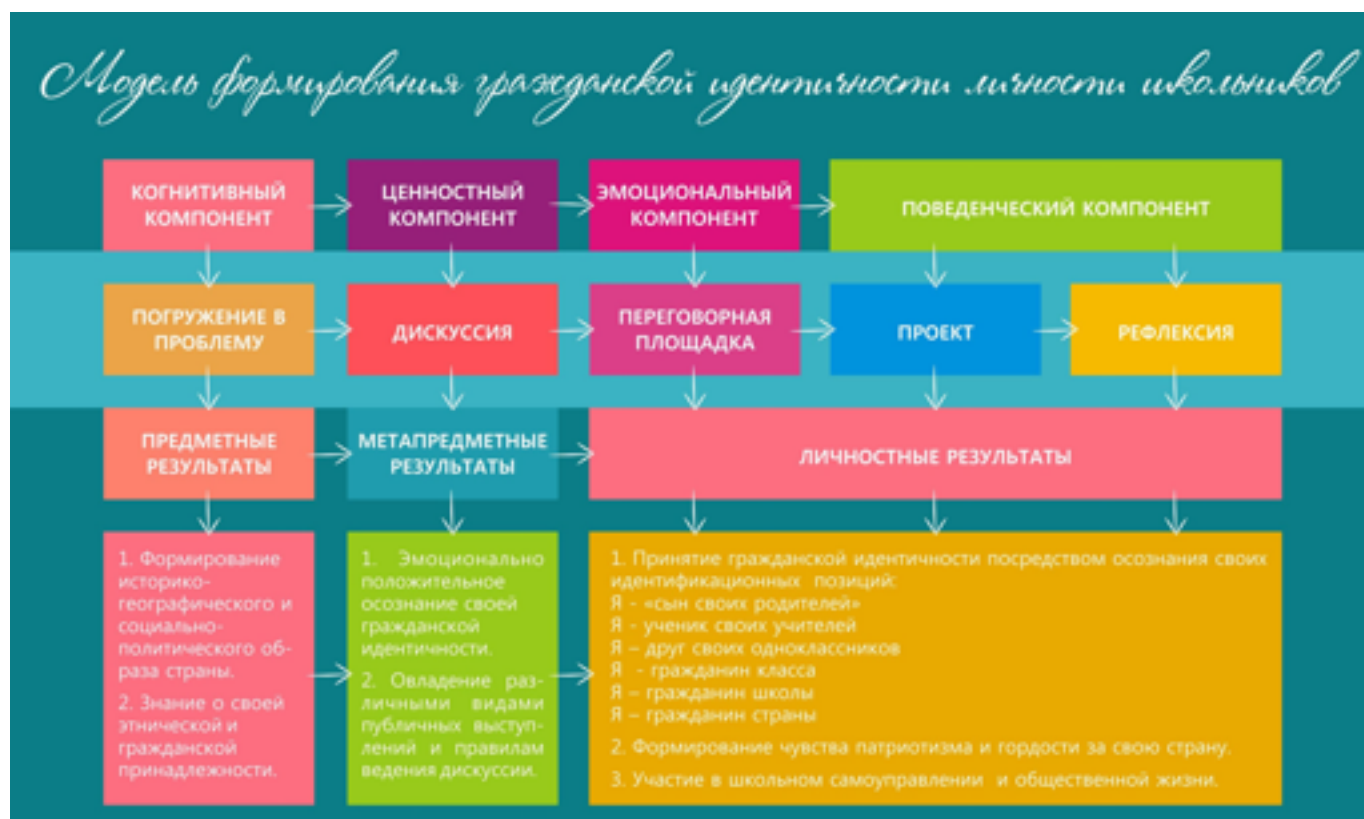 Модель формирования гражданской идентичности личности школьников
КОГНИТИВНЫЙ
КОМПОНЕНТ
ЦЕННОСТНЫЙ
КОМПОНЕНТ
ЭМОЦИОНАЛЬНЫЙ
КОМПОНЕНТ
ПОВЕДЕНЧЕСКИЙ КОМПОНЕНТ
ПОГРУЖЕНИЕ В
ПРОБЛЕМУ
ДИСКУССИЯ
ПЕРЕГОВОРНАЯ
ПЛОЩАДКА
ПРОЕКТ
РЕФЛЕКСИЯ
ПРЕДМЕТНЫЕ
РЕЗУЛЬТАТЫ
МЕТАПРЕДМЕТНЫЕ
РЕЗУЛЬТАТЫ
ЛИЧНОСТНЫЕ РЕЗУЛЬТАТЫ
1. Формирование
историко-
географического и
социально-
политического об-
раза страны.
2. Знание о своей
этнической и
гражданской
принадлежности.
1. Эмоционально
положительное
осознание своей
гражданской
идентичности.
2. Овладение раз-
личными видами
публичных выступ-
лений и правилам
ведения дискуссии.
1. Принятие гражданской идентичности посредством осознания своих
идентификационных позиций:
Я - «сын своих родителей»
Я - ученик своих учителей
Я – друг своих одноклассников
Я - гражданин класса
Я – гражданин школы
Я – гражданин страны
2. Формирование чувства патриотизма и гордости за свою страну.
3. Участие в школьном самоуправлении и общественной жизни.